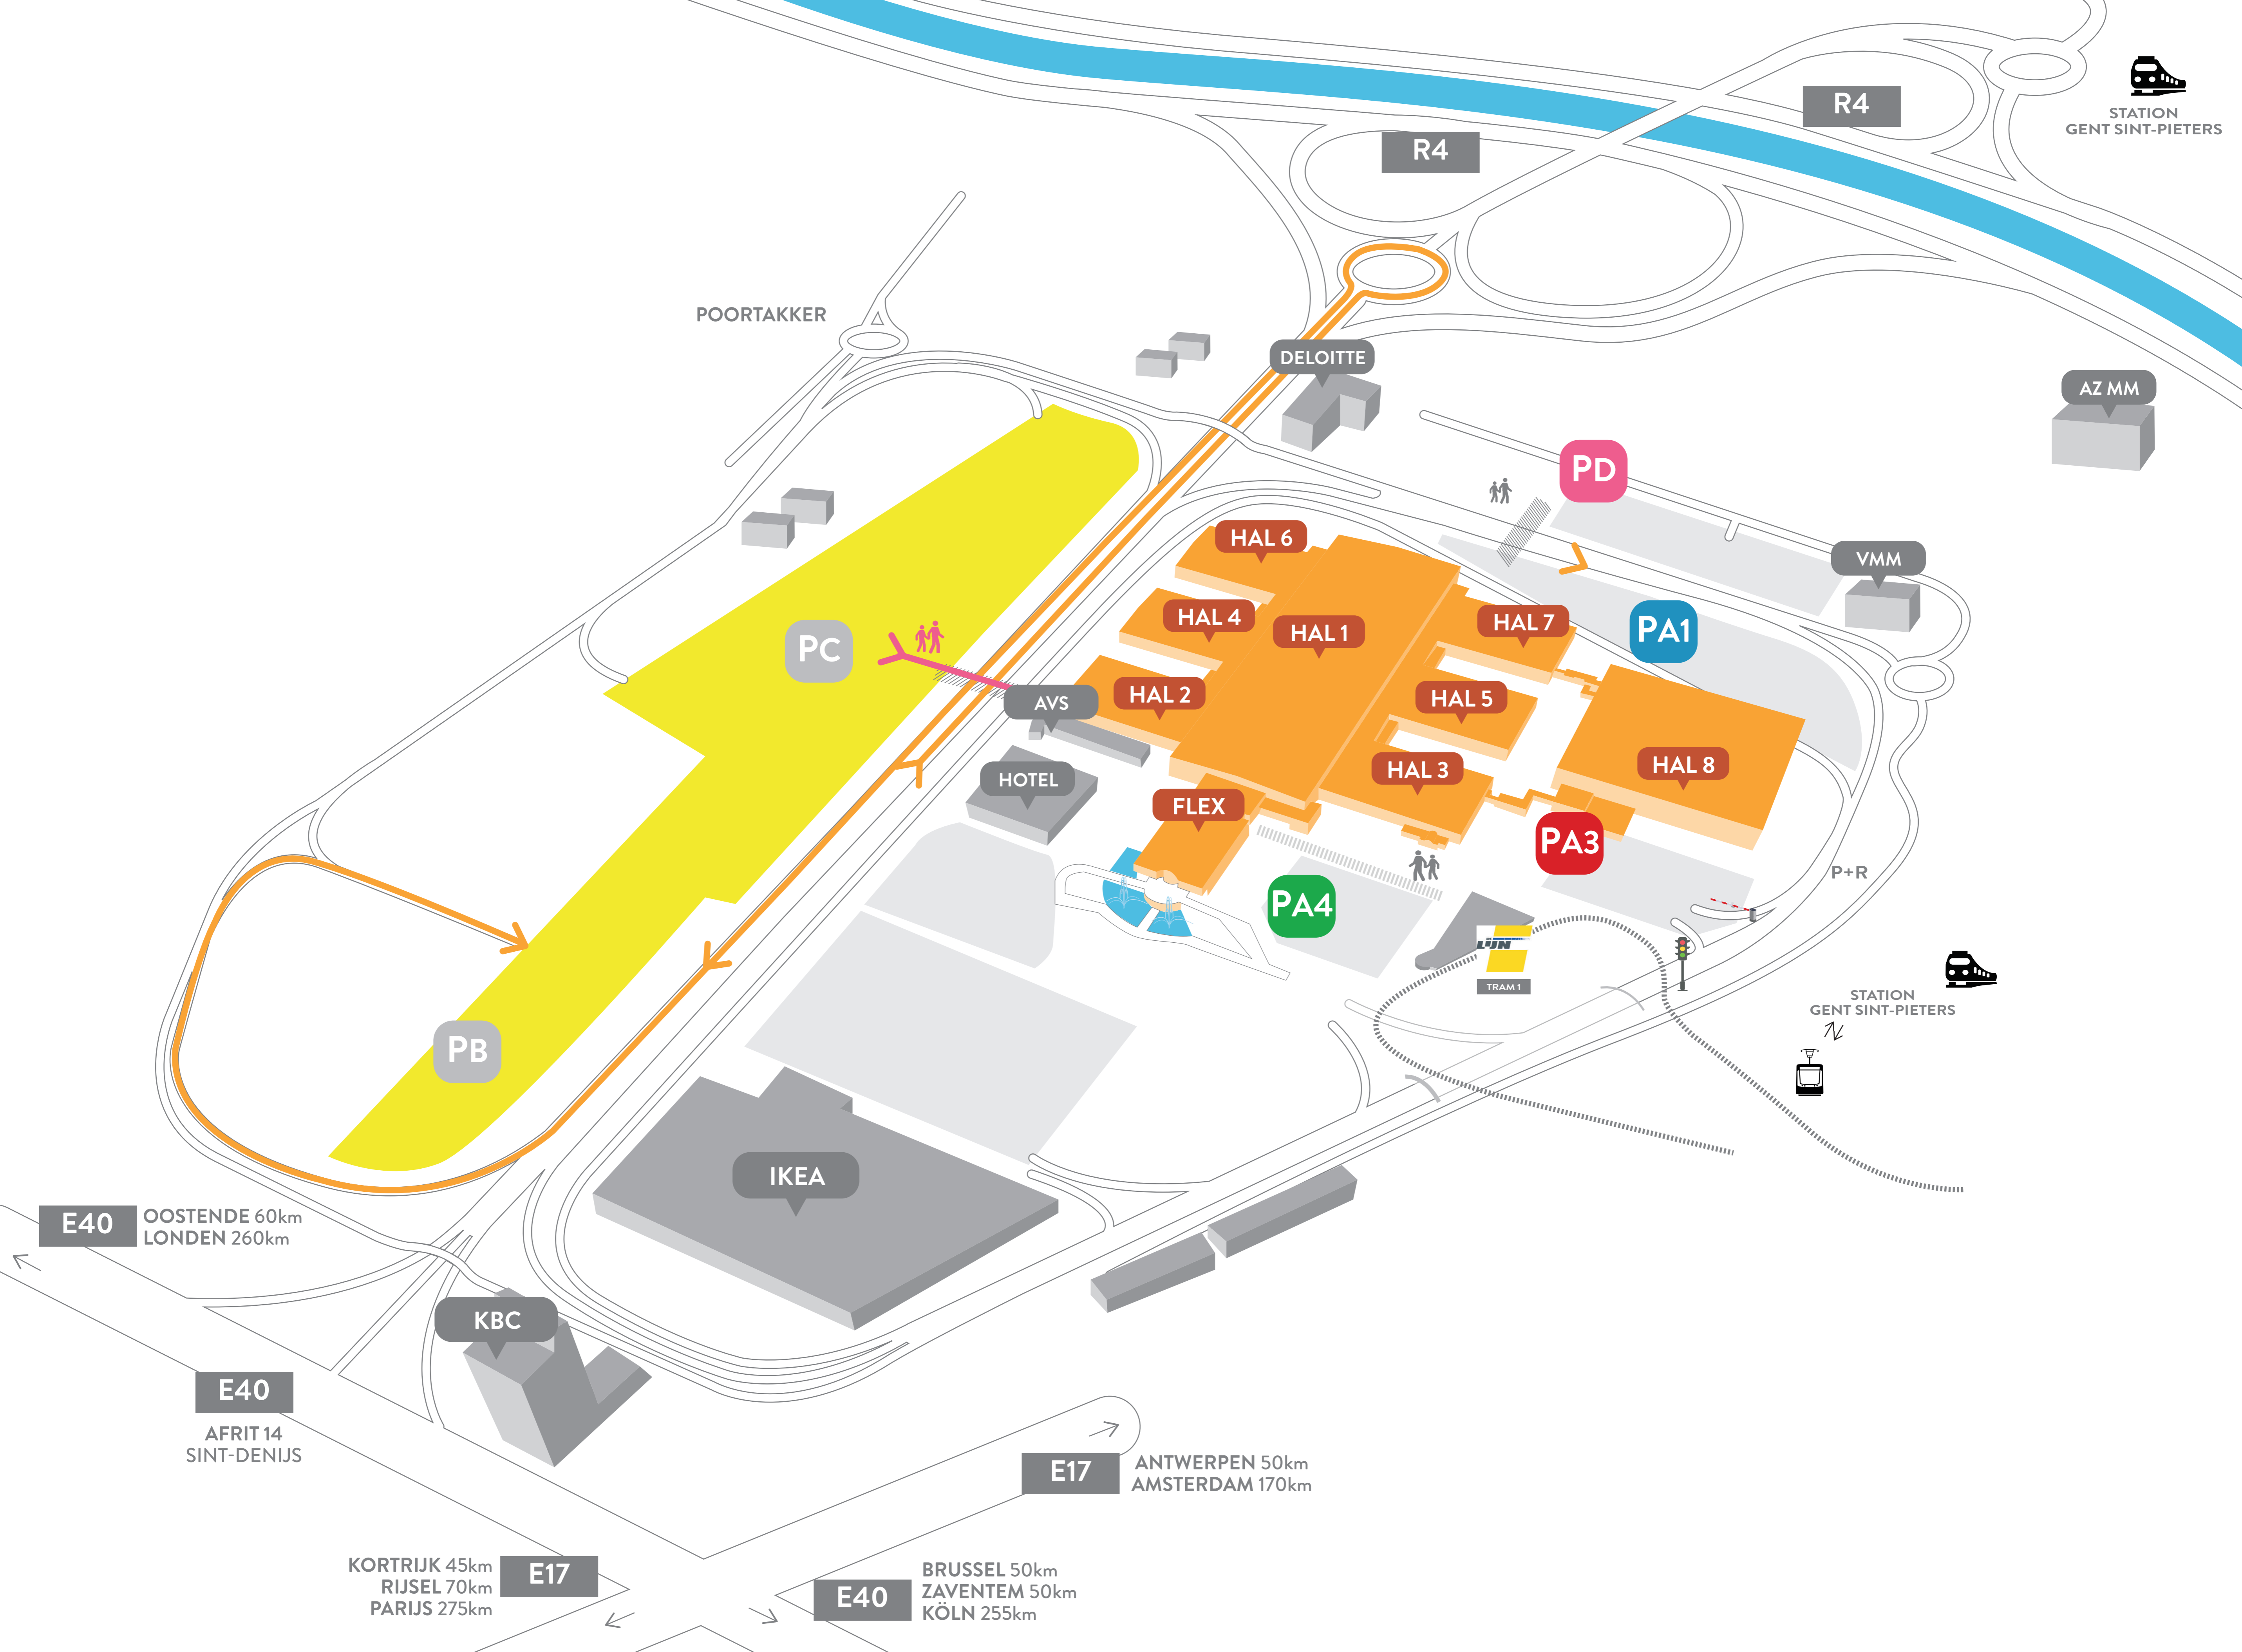 R4
STATION
GENT SINT-PIETERS
R4
POORTAKKER
DELOITTE
AZ MM
PD
HAL 6
VMM
HAL 4
HAL 1
HAL 7
PA1
PC
HAL 2
HAL 5
AVS
HAL 3
HAL 8
HOTEL
FLEX
PA3
P+R
PA4
LIJN
TRAM 1
STATION
GENT SINT-PIETERS
PB
IKEA
E40
OOSTENDE 60km
LONDEN 260km
KBC
E40
AFRIT 14
SINT-DENIJS
E17
ANTWERPEN 50km
AMSTERDAM 170km
KORTRIJK 45km
RIJSEL 70km
PARIJS 275km
E17
E40
BRUSSEL 50km
ZAVENTEM 50km
KÖLN 255km